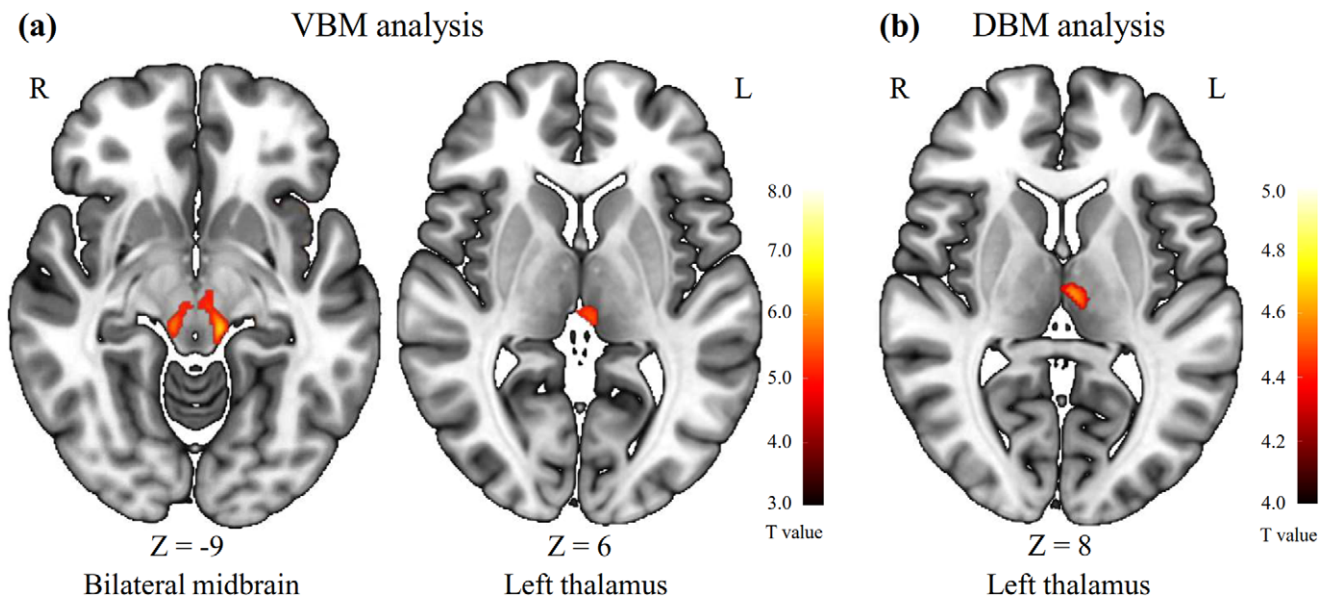 (a) VBM analysis
(b) DBM analysis
R
L
R
L
8.0
7.0
6.0
5.0
4.0
3.0
T value
5.0
4.8
4.6
4.4
4.2
4.0
T value
Z = -9
Z = 6
Z = 8
Bilateral midbrain
Left thalamus
Left thalamus